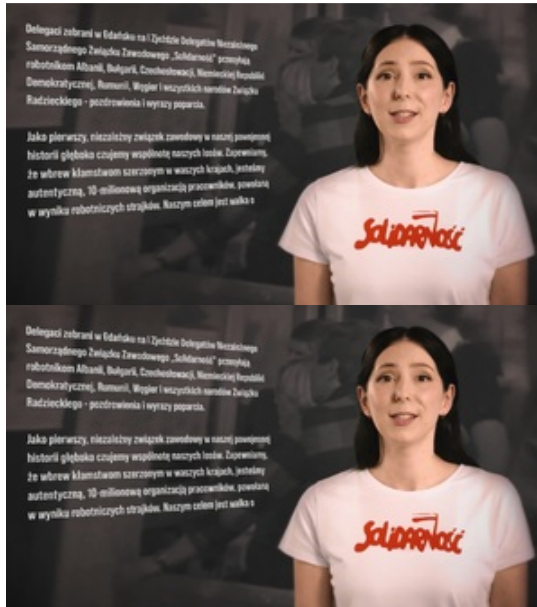 Delegaci zebrani w Gdańsku na I Zjeździe Delegatów Niezależnego
Samorządnego Związku Zawodowego „Solidarność" przesyłają
robotnikom Albanii, Bułgarii, Czechosłowacji, Niemieckiej Republiki
Demokratycznej, Rumunii, Węgier i wszystkich narodów Związku
Radzieckiego - pozdrowienia i wyrazy poparcia.
Jako pierwszy, niezależny związek zawodowy w naszej powojennej
historii głęboko czujemy wspólnotę naszych losów. Zapewniamy,
że wbrew kłamstwom szerzonym w waszych krajach, jesteśmy
autentyczną, 10-milionową organizacją pracowników, powstałą
w wyniku robotniczych strajków. Naszym celem jest walka o
SOLIDARNOŚĆ
Delegaci zebrani w Gdańsku na I Zjeździe Delegatów Niezależnego
Samorządnego Związku Zawodowego „Solidarność" przesyłają
robotnikom Albanii, Bułgarii, Czechosłowacji, Niemieckiej Republiki
Demokratycznej, Rumunii, Węgier i wszystkich narodów Związku
Radzieckiego - pozdrowienia i wyrazy poparcia.
Jako pierwszy, niezależny związek zawodowy w naszej powojennej
historii głęboko czujemy wspólnotę naszych losów. Zapewniamy,
że wbrew kłamstwom szerzonym w waszych krajach, jesteśmy
autentyczną, 10-milionową organizacją pracowników, powstałą
w wyniku robotniczych strajków. Naszym celem jest walka o
SOLIDARNOŚĆ